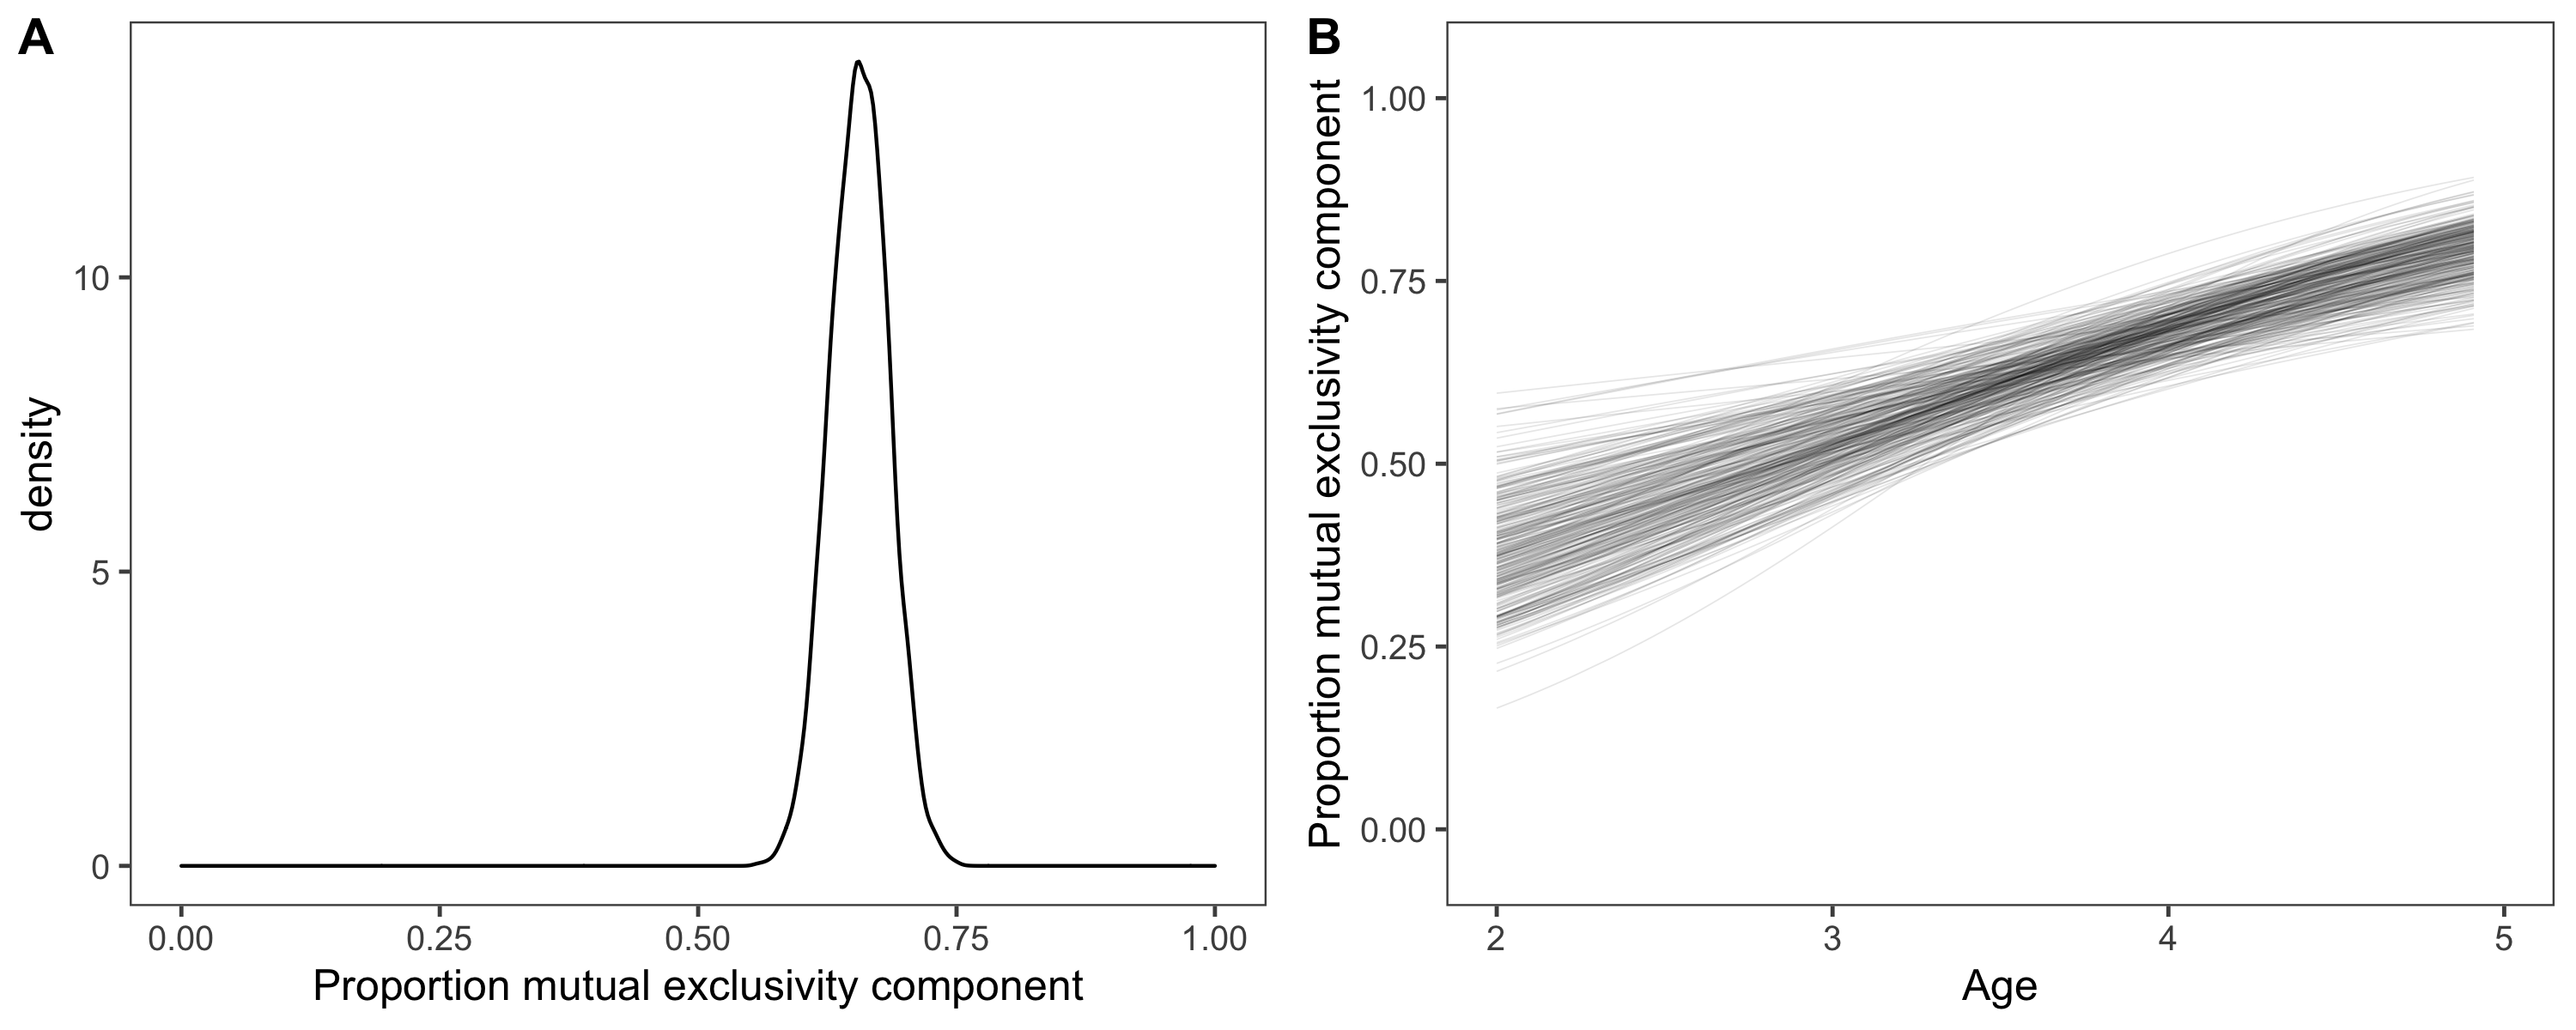 A
density
10
5
0
0.00 0.25 0.50 0.75 1.00
Proportion mutual exclusivity component
B
Proportion mutual exclusivity component
1.00
0.75
0.50
0.25
0.00
2 3 4 5
Age